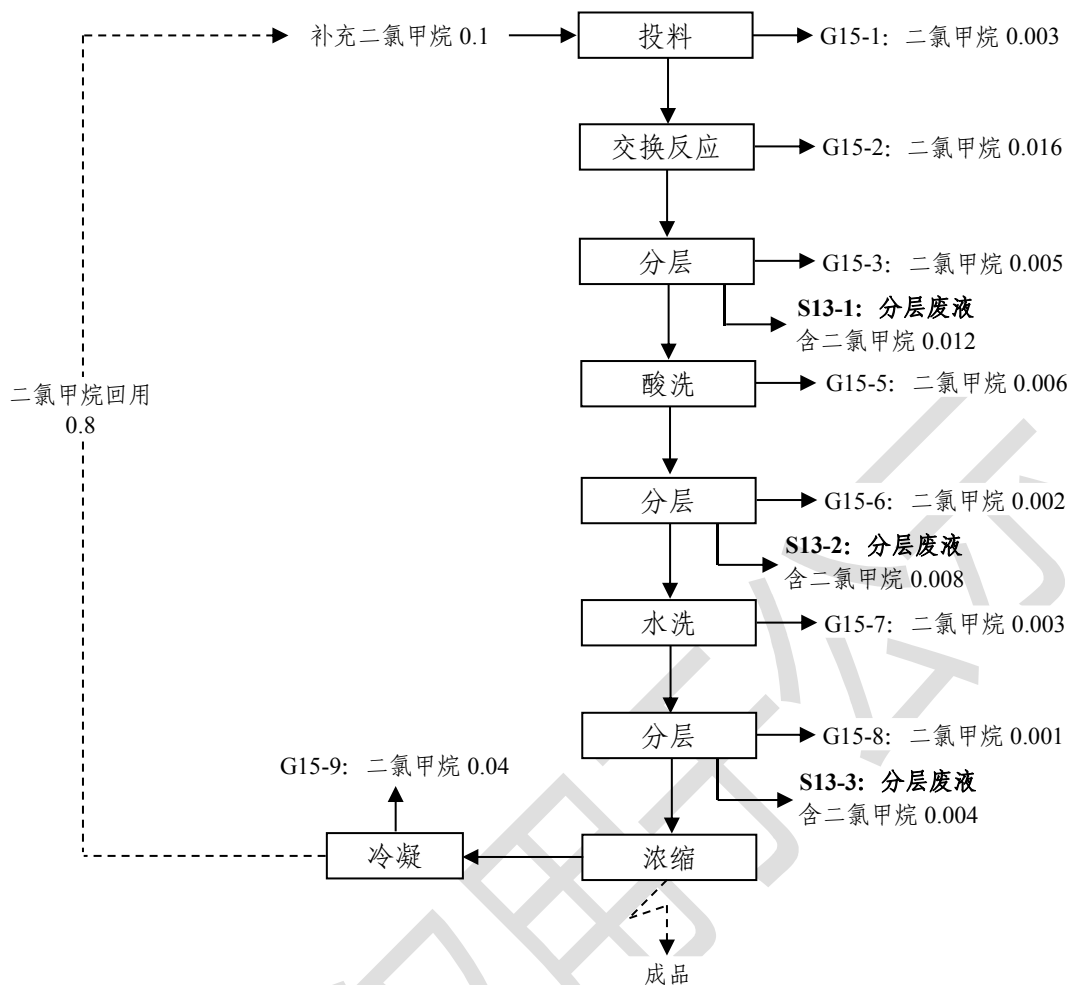 补充二氯甲烷 0.1
投料
G15-1: 二氯甲烷 0.003
交换反应
G15-2: 二氯甲烷 0.016
分层
G15-3: 二氯甲烷 0.005
S13-1: 分层废液
含二氯甲烷 0.012
酸洗
G15-5: 二氯甲烷 0.006
二氯甲烷回用
0.8
分层
G15-6: 二氯甲烷 0.002
S13-2: 分层废液
含二氯甲烷 0.008
水洗
G15-7: 二氯甲烷 0.003
分层
G15-8: 二氯甲烷 0.001
G15-9: 二氯甲烷 0.04
S13-3: 分层废液
含二氯甲烷 0.004
冷凝
浓缩
成品
仅用于公示